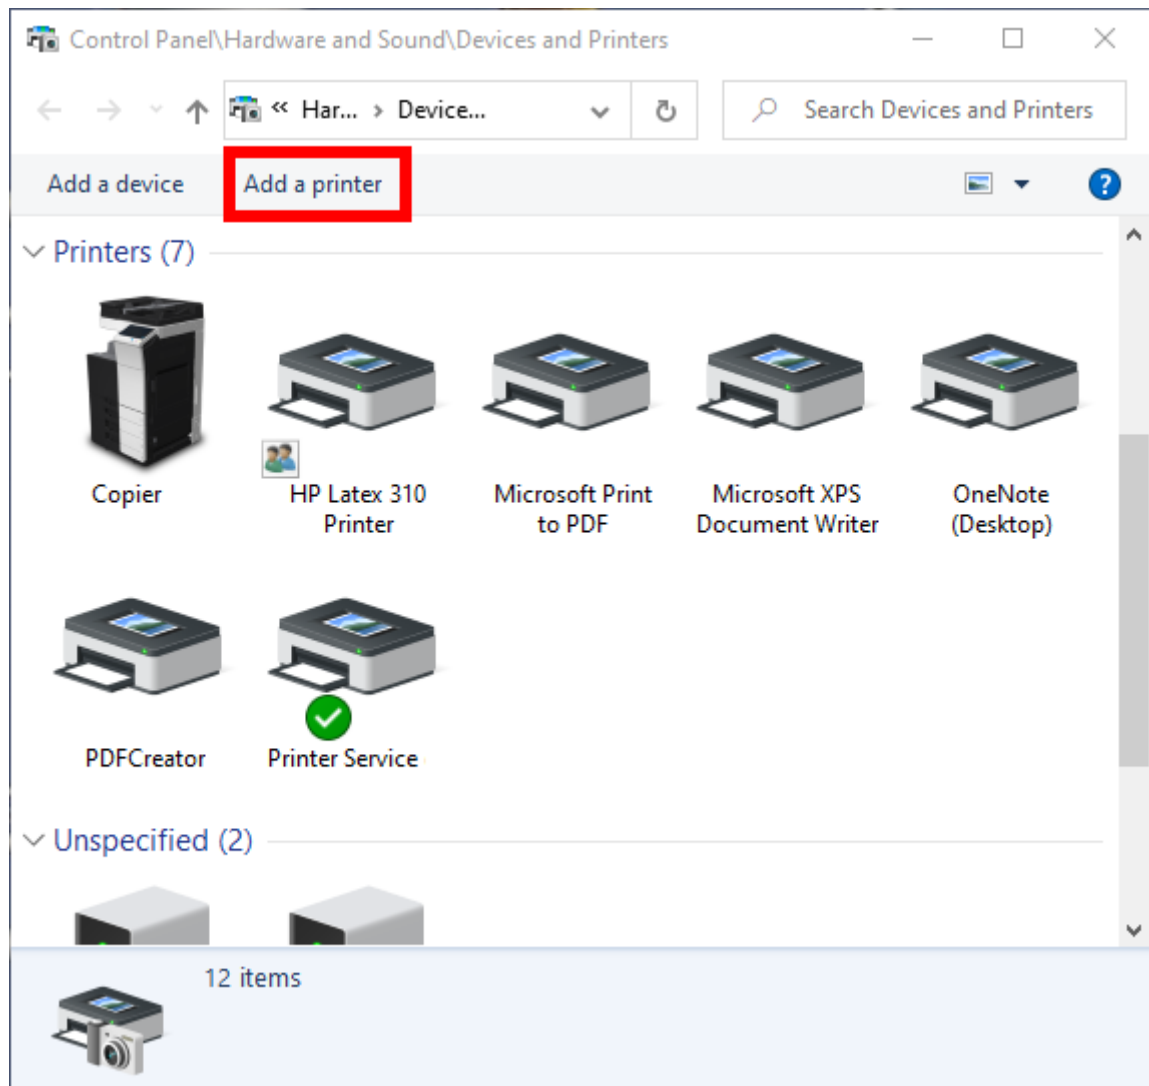 Control Panel\Hardware and Sound\Devices and Printers
« Har... > Device...
Search Devices and Printers
Add a device
Add a printer
?
Printers (7)
Copier
HP Latex 310
Printer
Microsoft Print
to PDF
Microsoft XPS
Document Writer
OneNote
(Desktop)
PDFCreator
Printer Service
Unspecified (2)
12 items